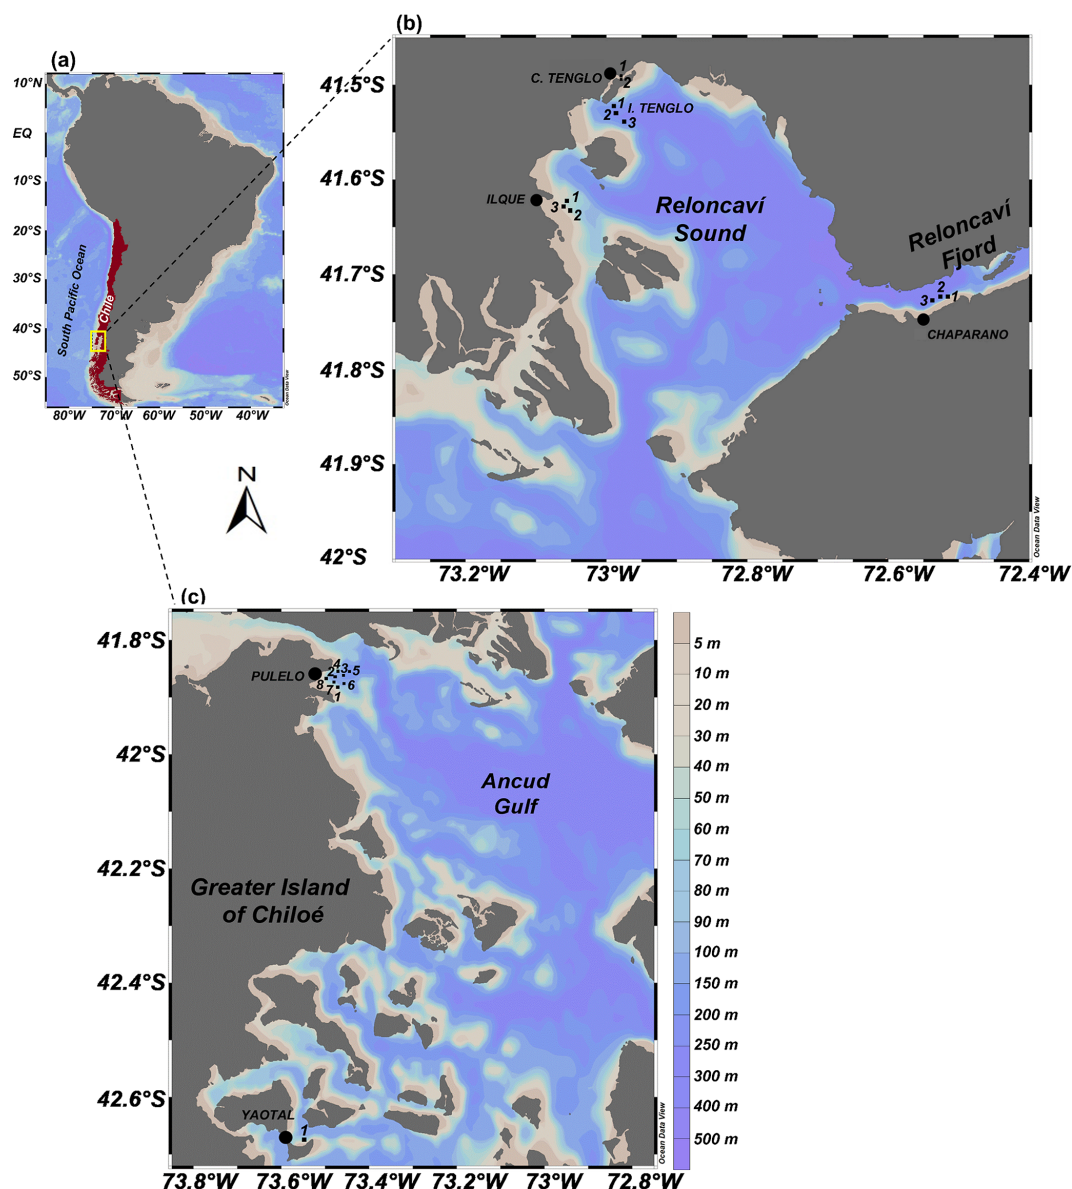 (a)
10°N
EQ
10°S
20°S
30°S
40°S
50°S
80°W
70°W
60°W
50°W
40°W
South Pacific Ocean
Chile
Ocean Data View
N
(b)
41.5°S
41.6°S
41.7°S
41.8°S
41.9°S
42°S
73.2°W
73°W
72.8°W
72.6°W
72.4°W
C. TENGLO
1
2
I. TENGLO
1
2
3
ILQUE
1
3
2
Reloncaví
Sound
Reloncaví
Fjord
2
3
1
CHAPARANO
Ocean Data View
(c)
41.8°S
42°S
42.2°S
42.4°S
42.6°S
73.8°W
73.6°W
73.4°W
73.2°W
73°W
72.8°W
PULELO
4
2
3
5
8
7
6
1
Ancud
Gulf
Greater Island
of Chiloé
YAOTAL
1
Ocean Data View
5 m
10 m
20 m
30 m
40 m
50 m
60 m
70 m
80 m
90 m
100 m
150 m
200 m
250 m
300 m
400 m
500 m